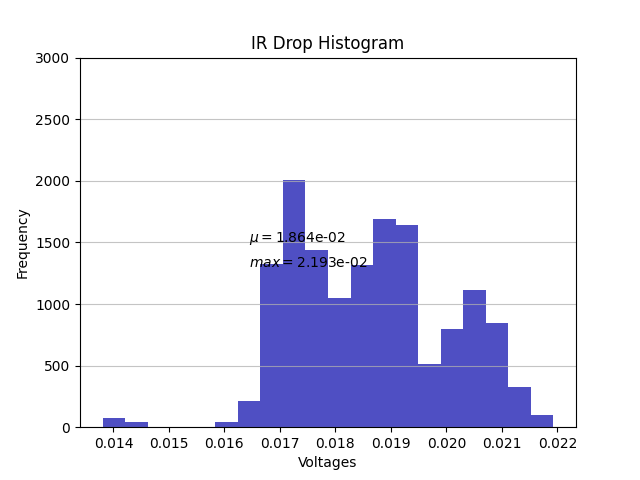 IR Drop Histogram
3000
2500
2000
1500
1000
500
0
Frequency
μ = 1.864e-02
max = 2.193e-02
0.014 0.015 0.016 0.017 0.018 0.019 0.020 0.021 0.022
Voltages